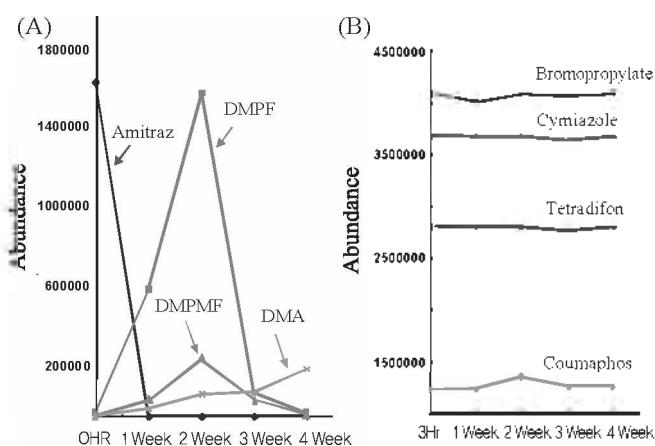 (A)
1800000
1400000
1000000
600000
200000
Abundance
Amitraz
DMPF
DMPMF
DMA
0HR 1 Week 2 Week 3 Week 4 Week
(B)
4500000
3500000
2500000
1500000
Abundance
Bromopropylate
Cymiazole
Tetradifon
Coumaphos
3Hr 1 Week 2 Week 3 Week 4 Week